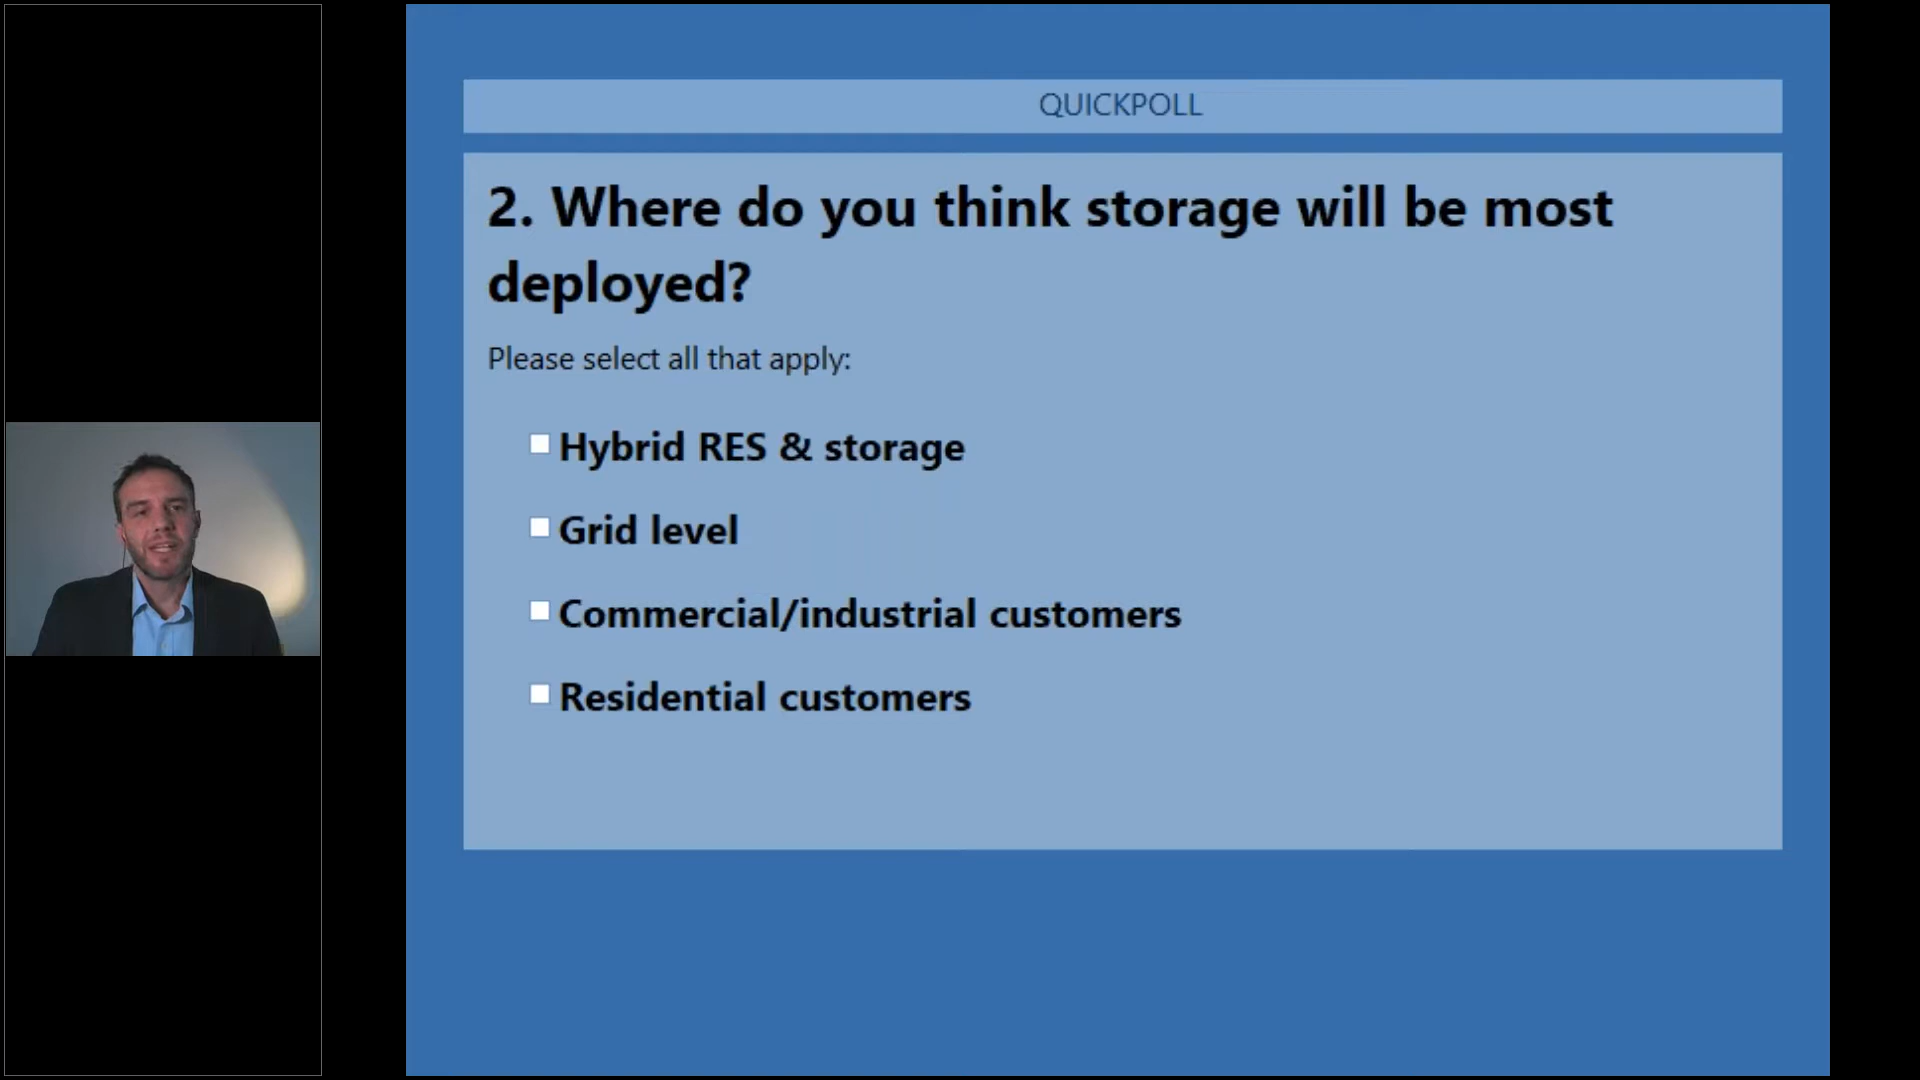 QUICKPOLL
2. Where do you think storage will be most
deployed?
Please select all that apply:
Hybrid RES & storage
Grid level
Commercial/industrial customers
Residential customers